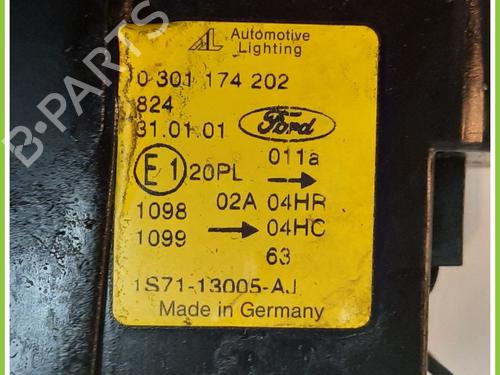 AL Automotive
Lighting
0 301 174 202
824
31.01.01 Ford
011a
E1 20PL →
1098 02A 04HR
1099 → 04HC
63
1S71-13005-AJ
Made in Germany